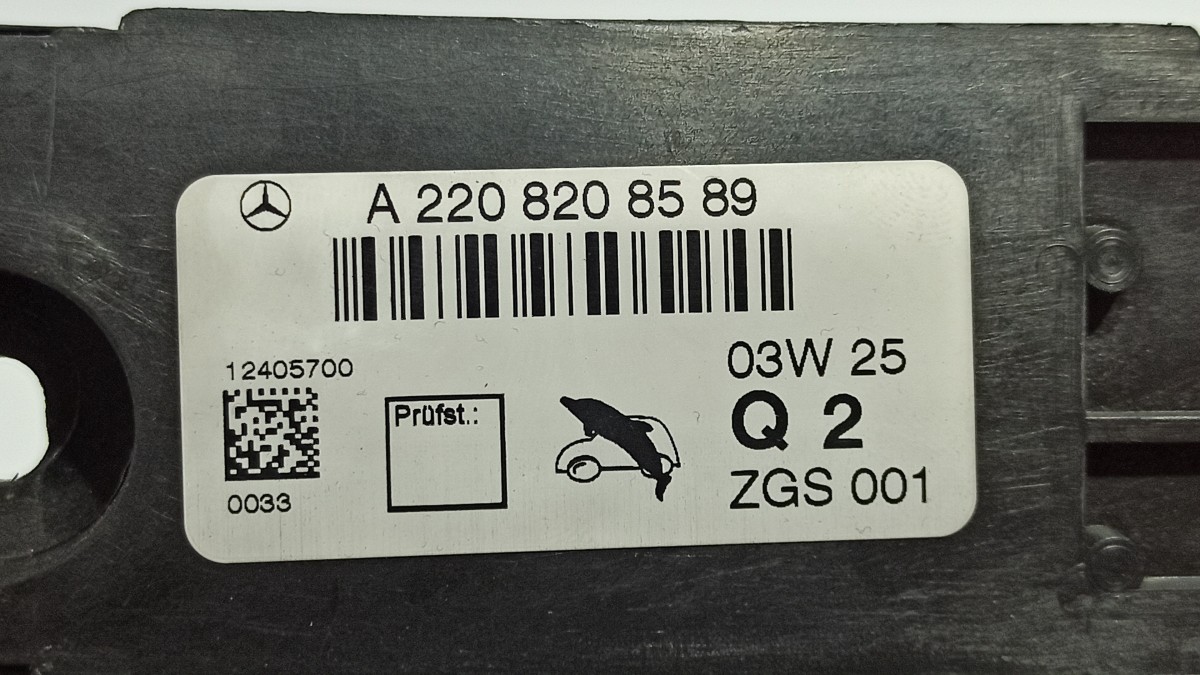 A 220 820 85 89
12405700
03W 25
Prüfst.:
Q 2
ZGS 001
0033